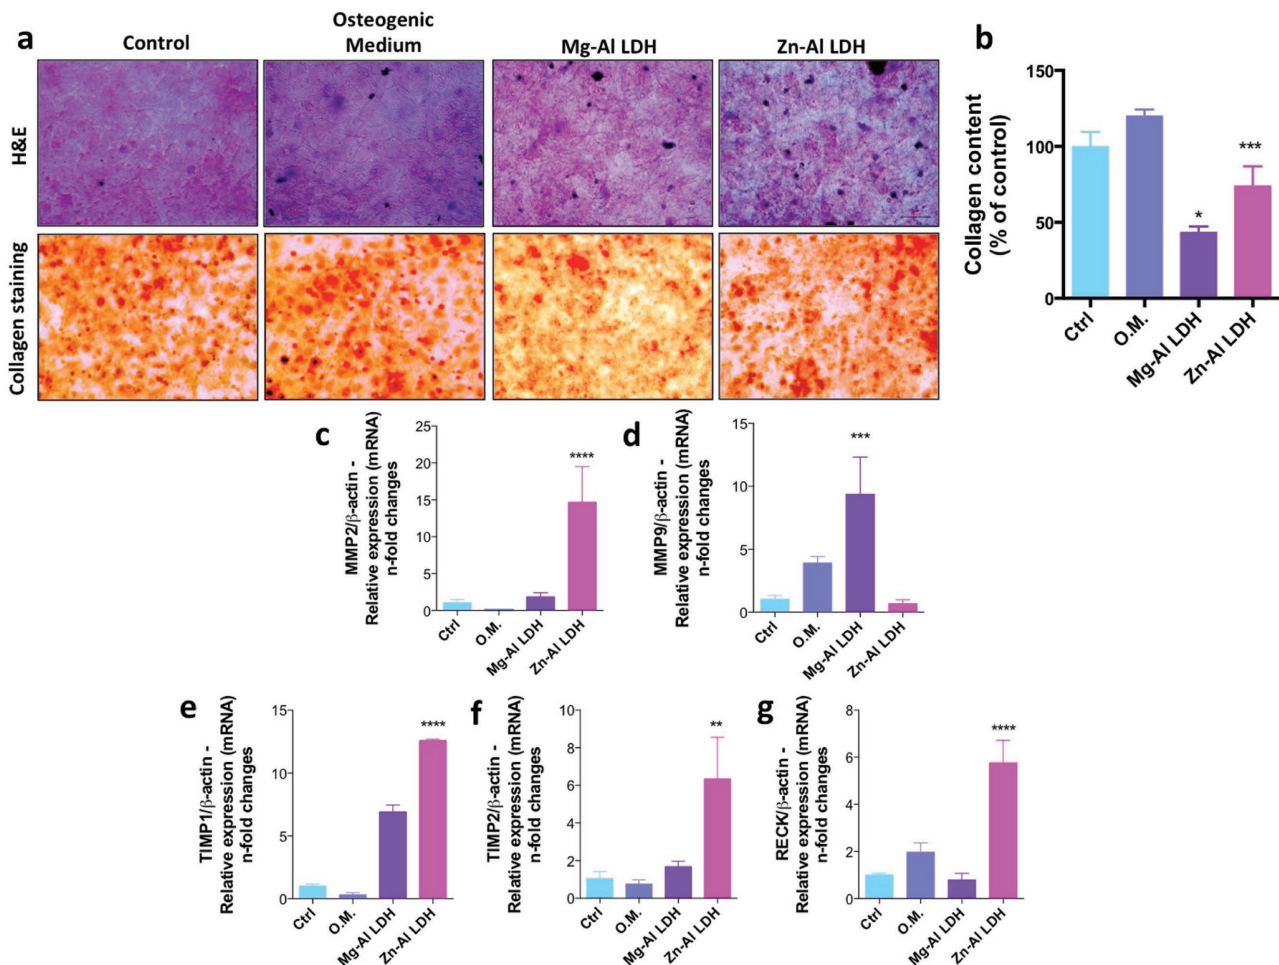 a
Control
Osteogenic
Medium
Mg-Al LDH
Zn-Al LDH
H&E
Collagen staining
b
Collagen content
(% of control)
150
100
50
0
***
*
Ctrl
O.M.
Mg-Al LDH
Zn-Al LDH
c
MMP2/β-actin -
Relative expression (mRNA)
n-fold changes
25
20
15
10
5
0
****
Ctrl
O.M.
Mg-Al LDH
Zn-Al LDH
d
MMP9/β-actin -
Relative expression (mRNA)
n-fold changes
15
10
5
0
***
Ctrl
O.M.
Mg-Al LDH
Zn-Al LDH
e
TIMP1/β-actin -
Relative expression (mRNA)
n-fold changes
15
10
5
0
****
Ctrl
O.M.
Mg-Al LDH
Zn-Al LDH
f
TIMP2/β-actin -
Relative expression (mRNA)
n-fold changes
10
8
6
4
2
0
**
Ctrl
O.M.
Mg-Al LDH
Zn-Al LDH
g
RECK/β-actin -
Relative expression (mRNA)
n-fold changes
8
6
4
2
0
****
Ctrl
O.M.
Mg-Al LDH
Zn-Al LDH